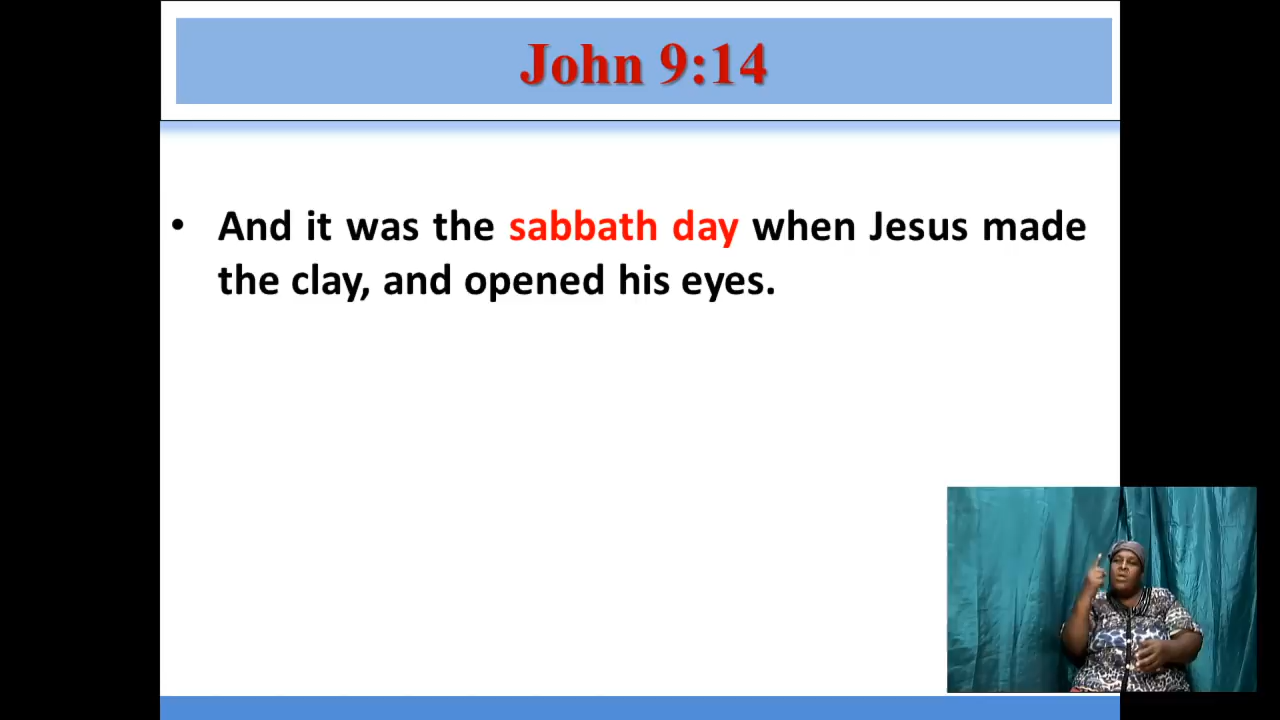 John 9:14
• And it was the sabbath day when Jesus made
the clay, and opened his eyes.